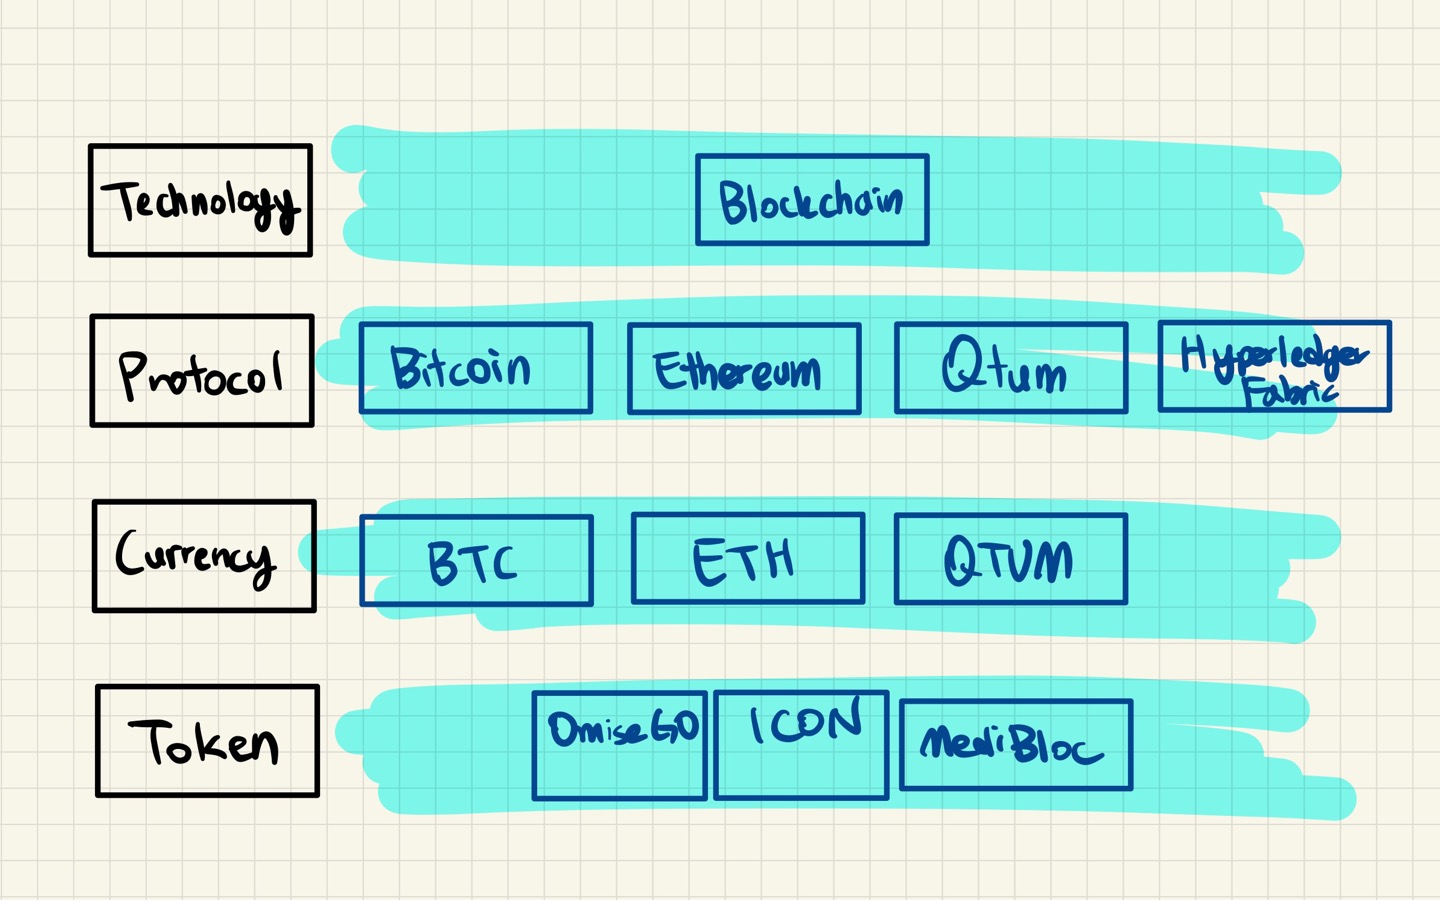 Technology
Blockchain
Protocol
Bitcoin
Ethereum
Qtum
Hyperledger
Fabric
Currency
BTC
ETH
QTUM
Token
OmiseGO
ICON
MediBloc